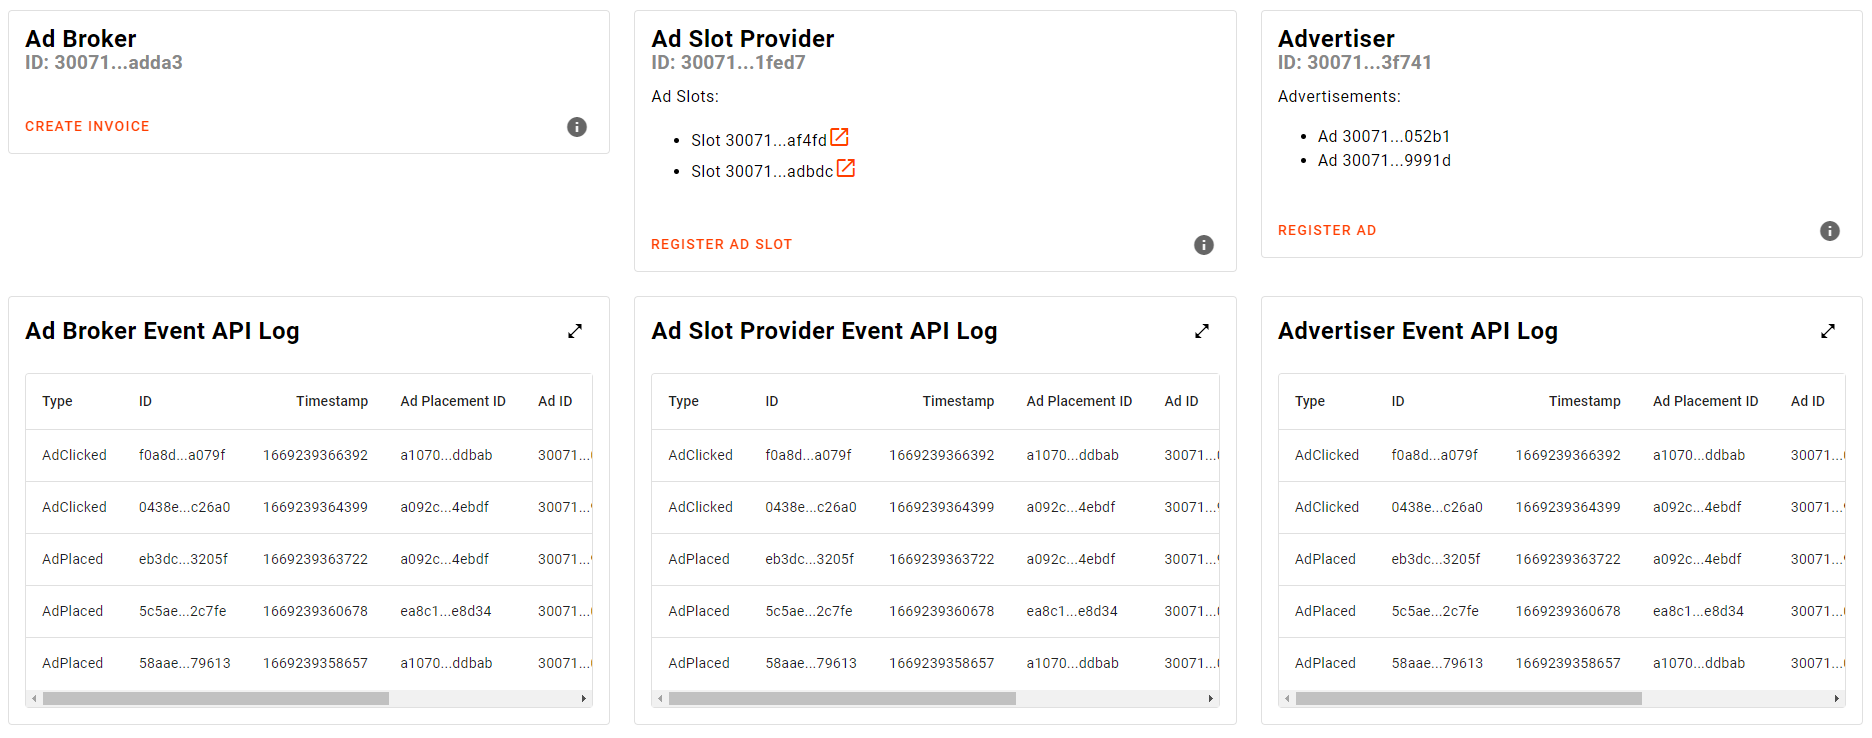 Ad Broker
ID: 30071...adda3
CREATE INVOICE
Ad Slot Provider
ID: 30071...1fed7
Ad Slots:
Slot 30071...af4fd
Slot 30071...adbdc
REGISTER AD SLOT
Advertiser
ID: 30071...3f741
Advertisements:
Ad 30071...052b1
Ad 30071...9991d
REGISTER AD
Ad Broker Event API Log
Type ID Timestamp Ad Placement ID Ad ID
AdClicked f0a8d...a079f 1669239366392 a1070...ddbab 30071...
AdClicked 0438e...c26a0 1669239364399 a092c...4ebdf 30071...
AdPlaced eb3dc...3205f 1669239363722 a092c...4ebdf 30071...
AdPlaced 5c5ae...2c7fe 1669239360678 ea8c1...e8d34 30071...
AdPlaced 58aae...79613 1669239358657 a1070...ddbab 30071...
Ad Slot Provider Event API Log
Type ID Timestamp Ad Placement ID Ad ID
AdClicked f0a8d...a079f 1669239366392 a1070...ddbab 30071...
AdClicked 0438e...c26a0 1669239364399 a092c...4ebdf 30071...
AdPlaced eb3dc...3205f 1669239363722 a092c...4ebdf 30071...
AdPlaced 5c5ae...2c7fe 1669239360678 ea8c1...e8d34 30071...
AdPlaced 58aae...79613 1669239358657 a1070...ddbab 30071...
Advertiser Event API Log
Type ID Timestamp Ad Placement ID Ad ID
AdClicked f0a8d...a079f 1669239366392 a1070...ddbab 30071...
AdClicked 0438e...c26a0 1669239364399 a092c...4ebdf 30071...
AdPlaced eb3dc...3205f 1669239363722 a092c...4ebdf 30071...
AdPlaced 5c5ae...2c7fe 1669239360678 ea8c1...e8d34 30071...
AdPlaced 58aae...79613 1669239358657 a1070...ddbab 30071...